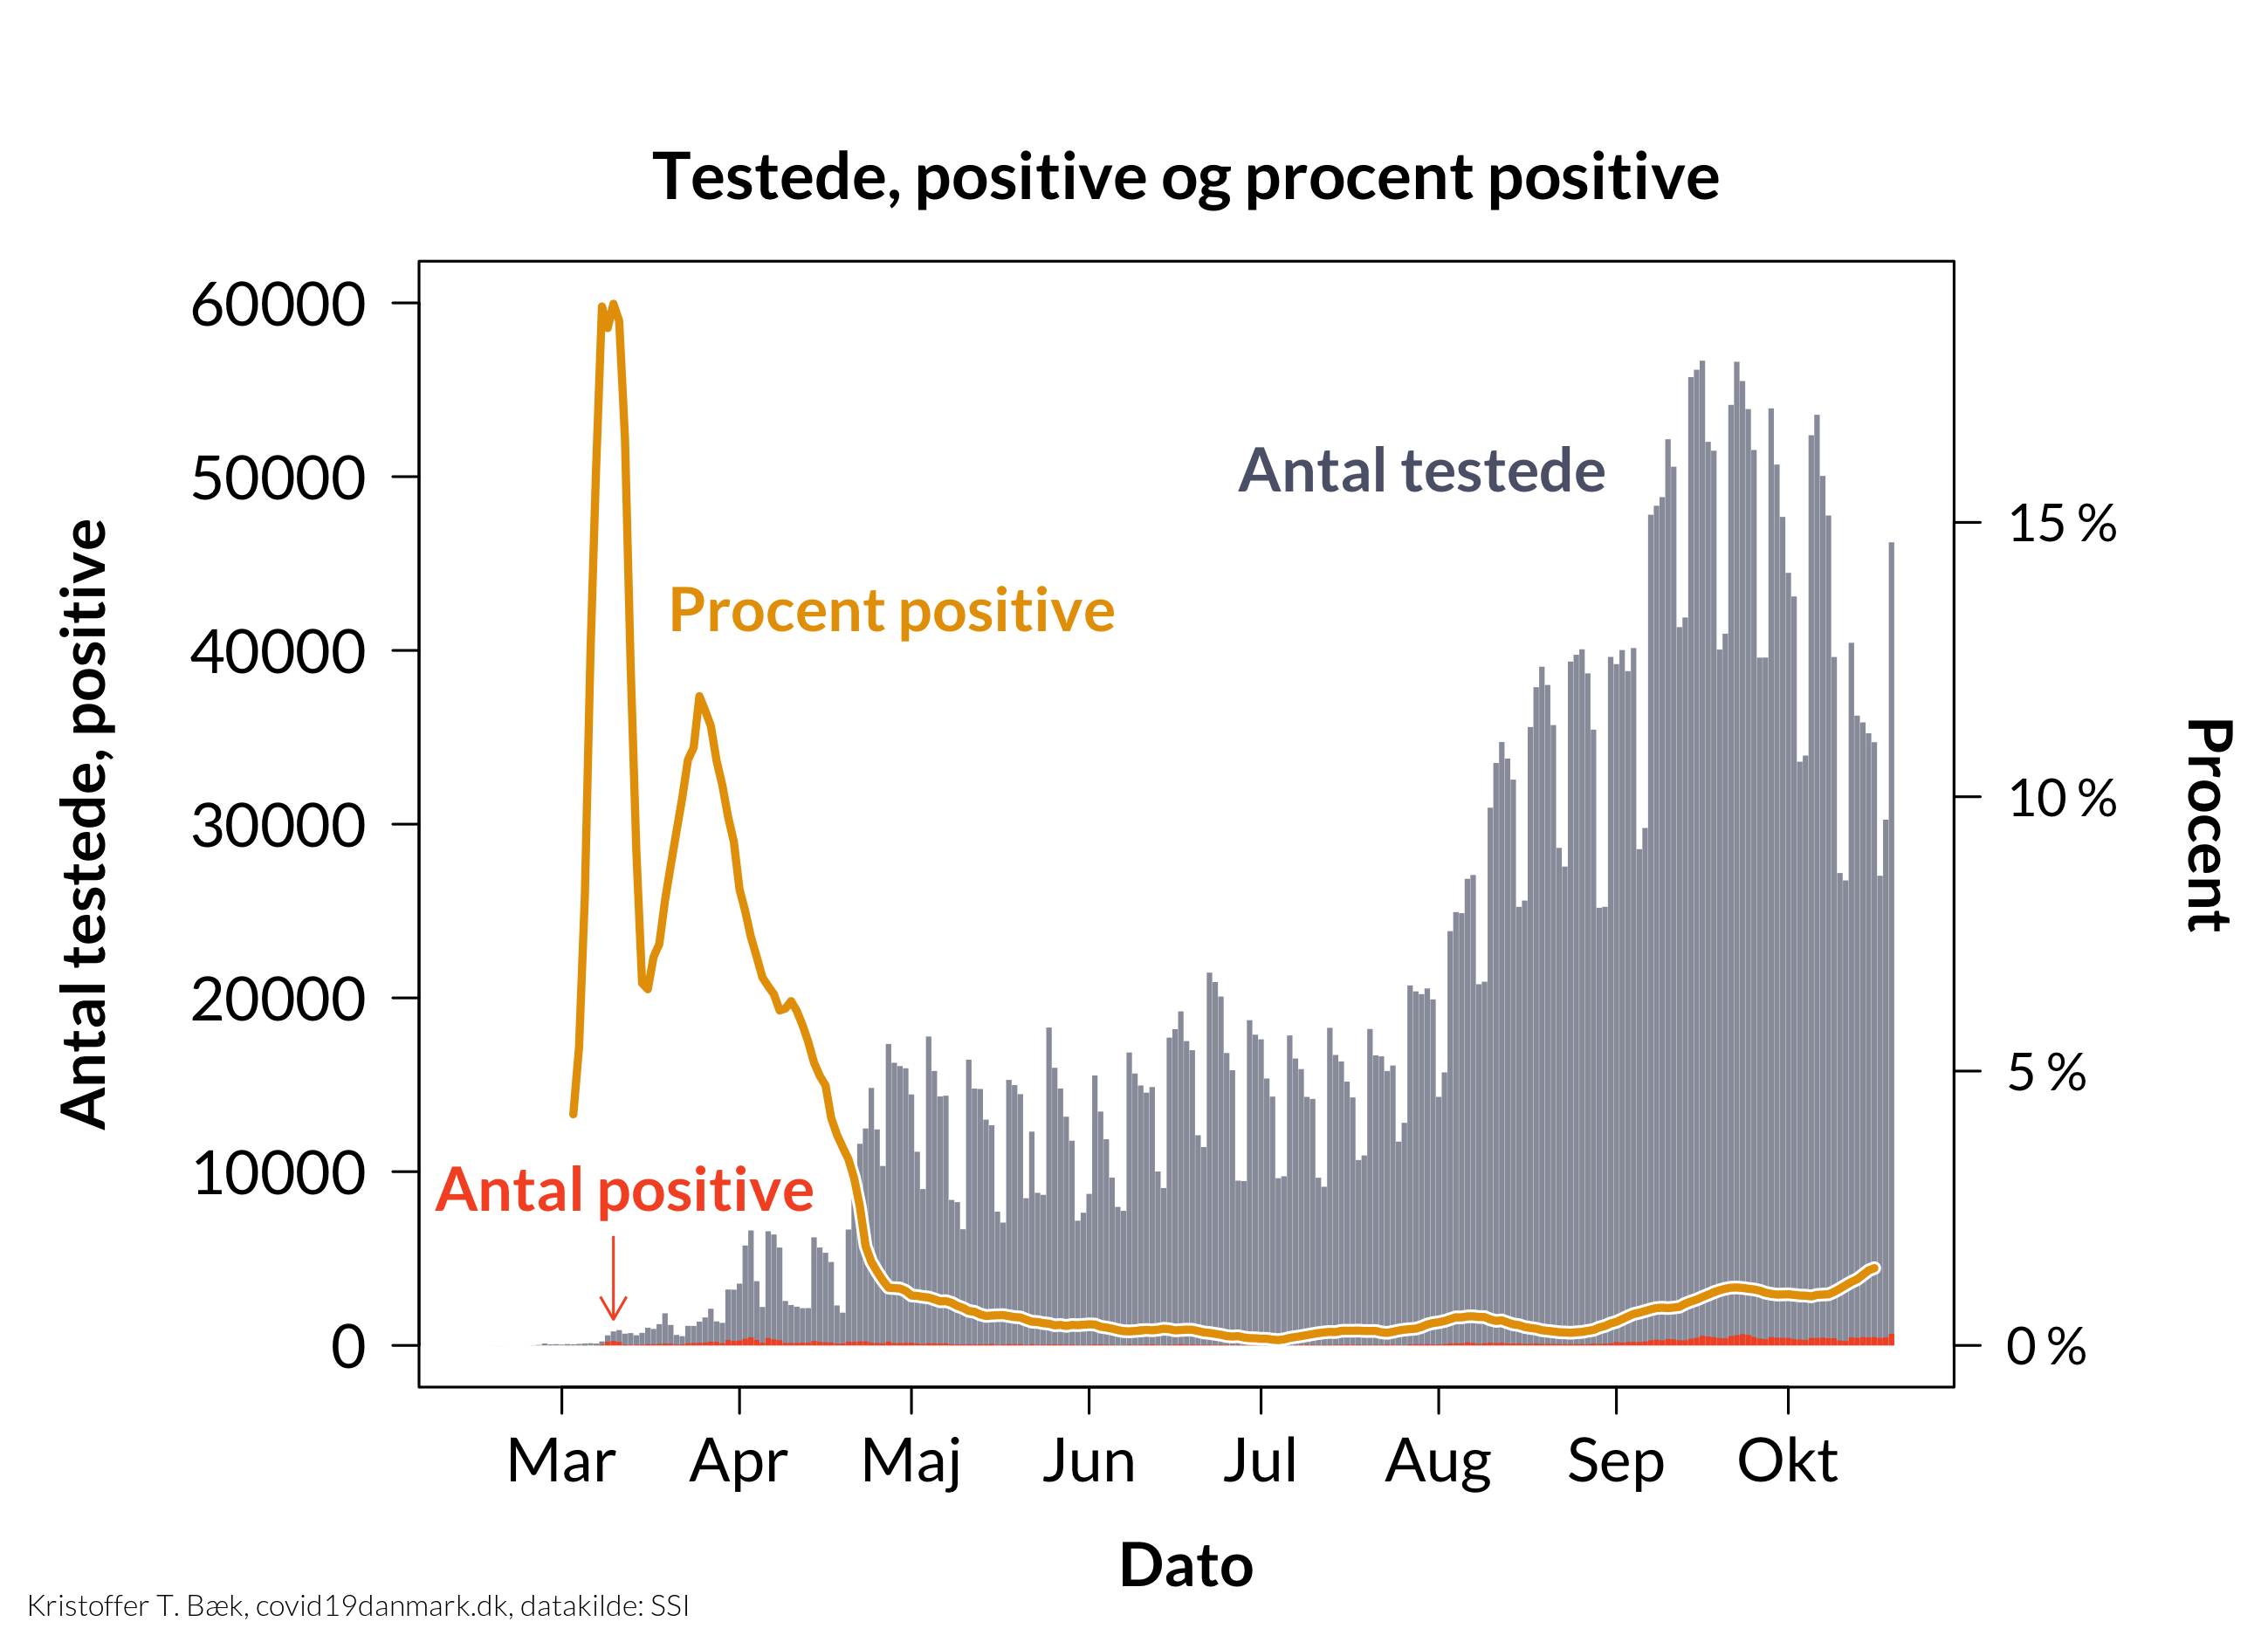 Testede, positive og procent positive
60000
50000
40000
30000
20000
10000
0
Antal testede, positive
Antal testede
Procent positive
Antal positive
15 %
10 %
5 %
0 %
Procent
Mar Apr Maj Jun Jul Aug Sep Okt
Dato
Kristoffer T. Bæk, covid19danmark.dk, datakilde: SSI